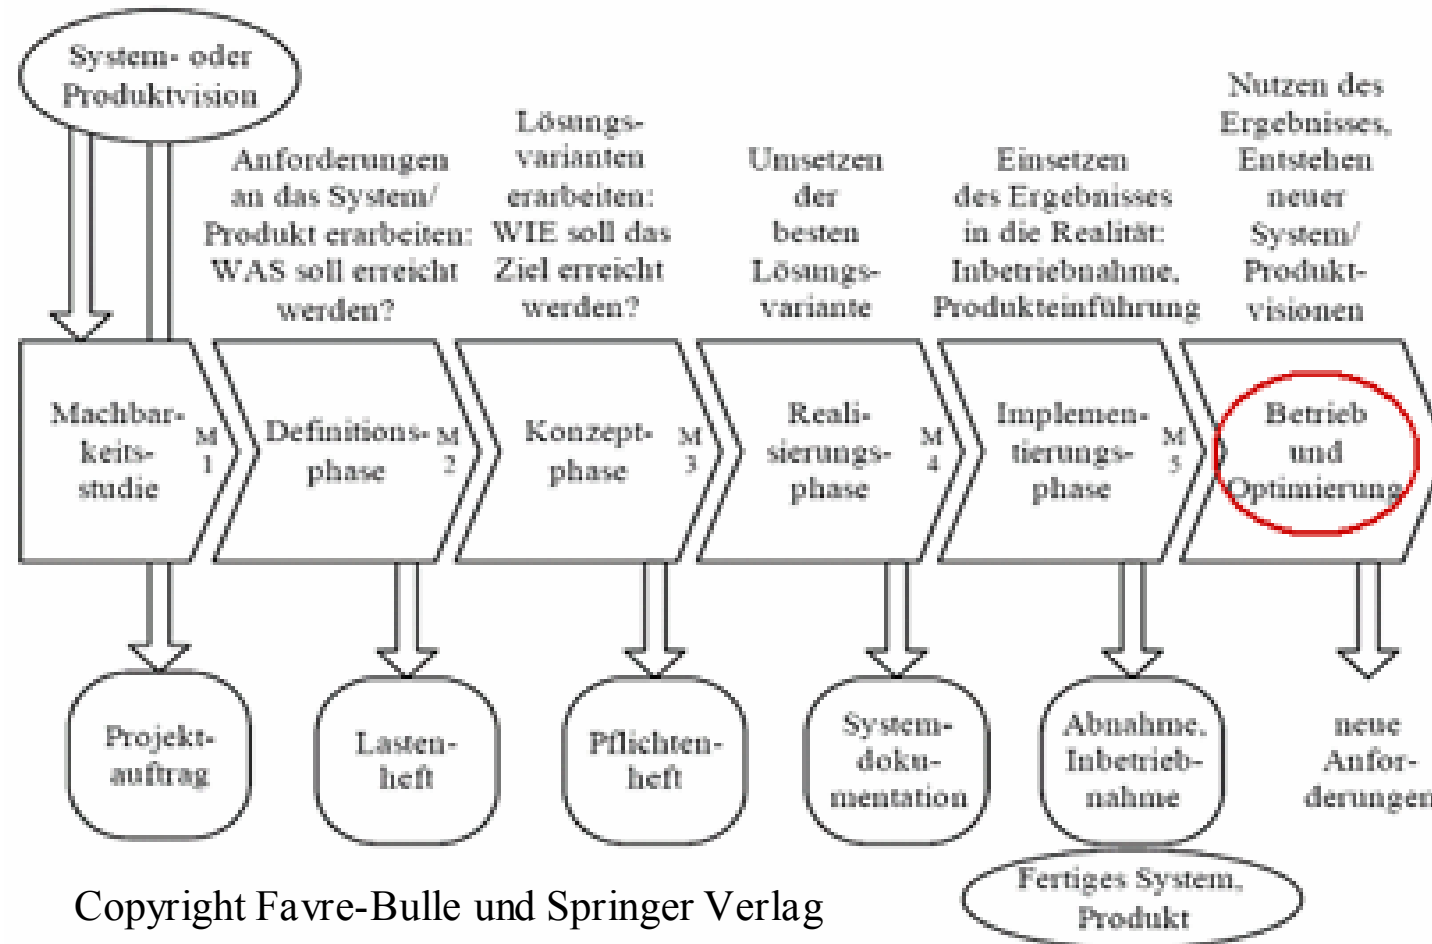 System- oder
Produktvision
Anforderungen
an das System/
Produkt erarbeiten:
WAS soll erreicht
werden?
Lösungs-
varianten
erarbeiten:
WIE soll das
Ziel erreicht
werden?
Umsetzen
der
besten
Lösungs-
variante
Einsetzen
des Ergebnisses
in die Realität:
Inbetriebnahme,
Produkteinführung
Nutzen des
Ergebnisses,
Entstehen
neuer
System/
Produkt-
visionen
Machbar-
keits-
studie
M
1
Definitions-
phase
M
2
Konzept-
phase
M
3
Reali-
sierungs-
phase
M
4
Implemen-
tierungs-
phase
M
5
Betrieb
und
Optimierung
Projekt-
auftrag
Lasten-
heft
Pflichten-
heft
System-
doku-
mentation
Abnahme,
Inbetrieb-
nahme
neue
Anfor-
derungen
Fertiges System,
Produkt
Copyright Favre-Bulle und Springer Verlag